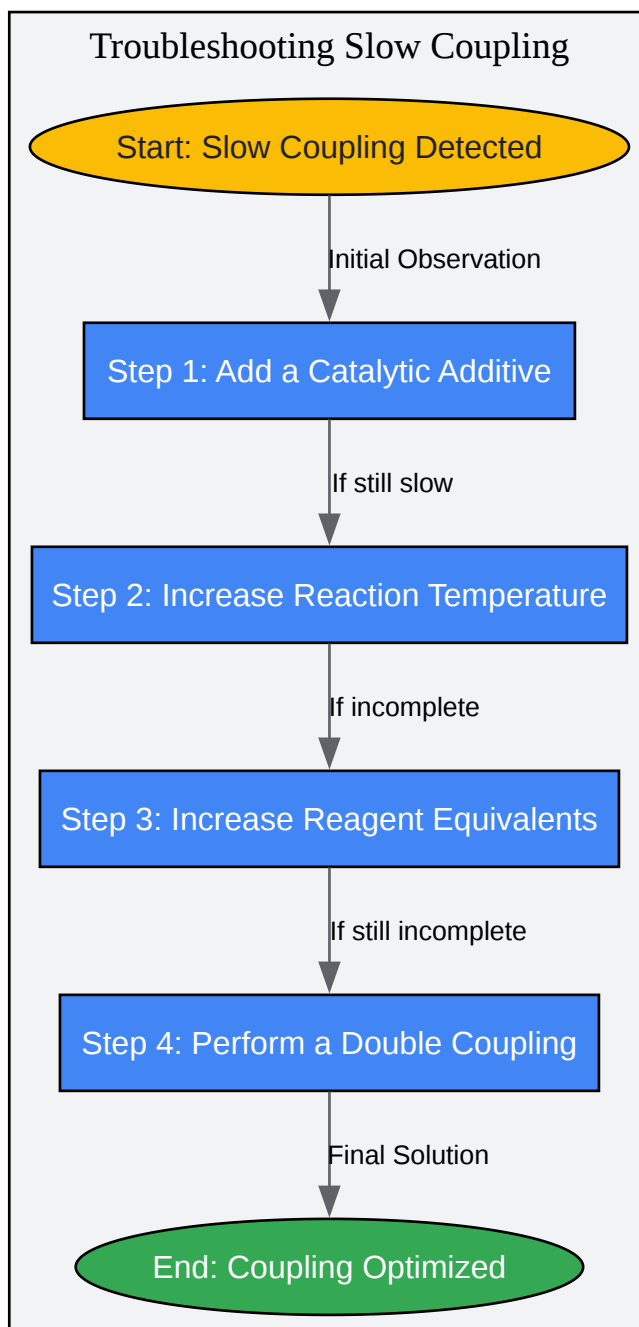 Troubleshooting Slow Coupling
Start: Slow Coupling Detected
Initial Observation
Step 1: Add a Catalytic Additive
If still slow
Step 2: Increase Reaction Temperature
If incomplete
Step 3: Increase Reagent Equivalents
If still incomplete
Step 4: Perform a Double Coupling
Final Solution
End: Coupling Optimized